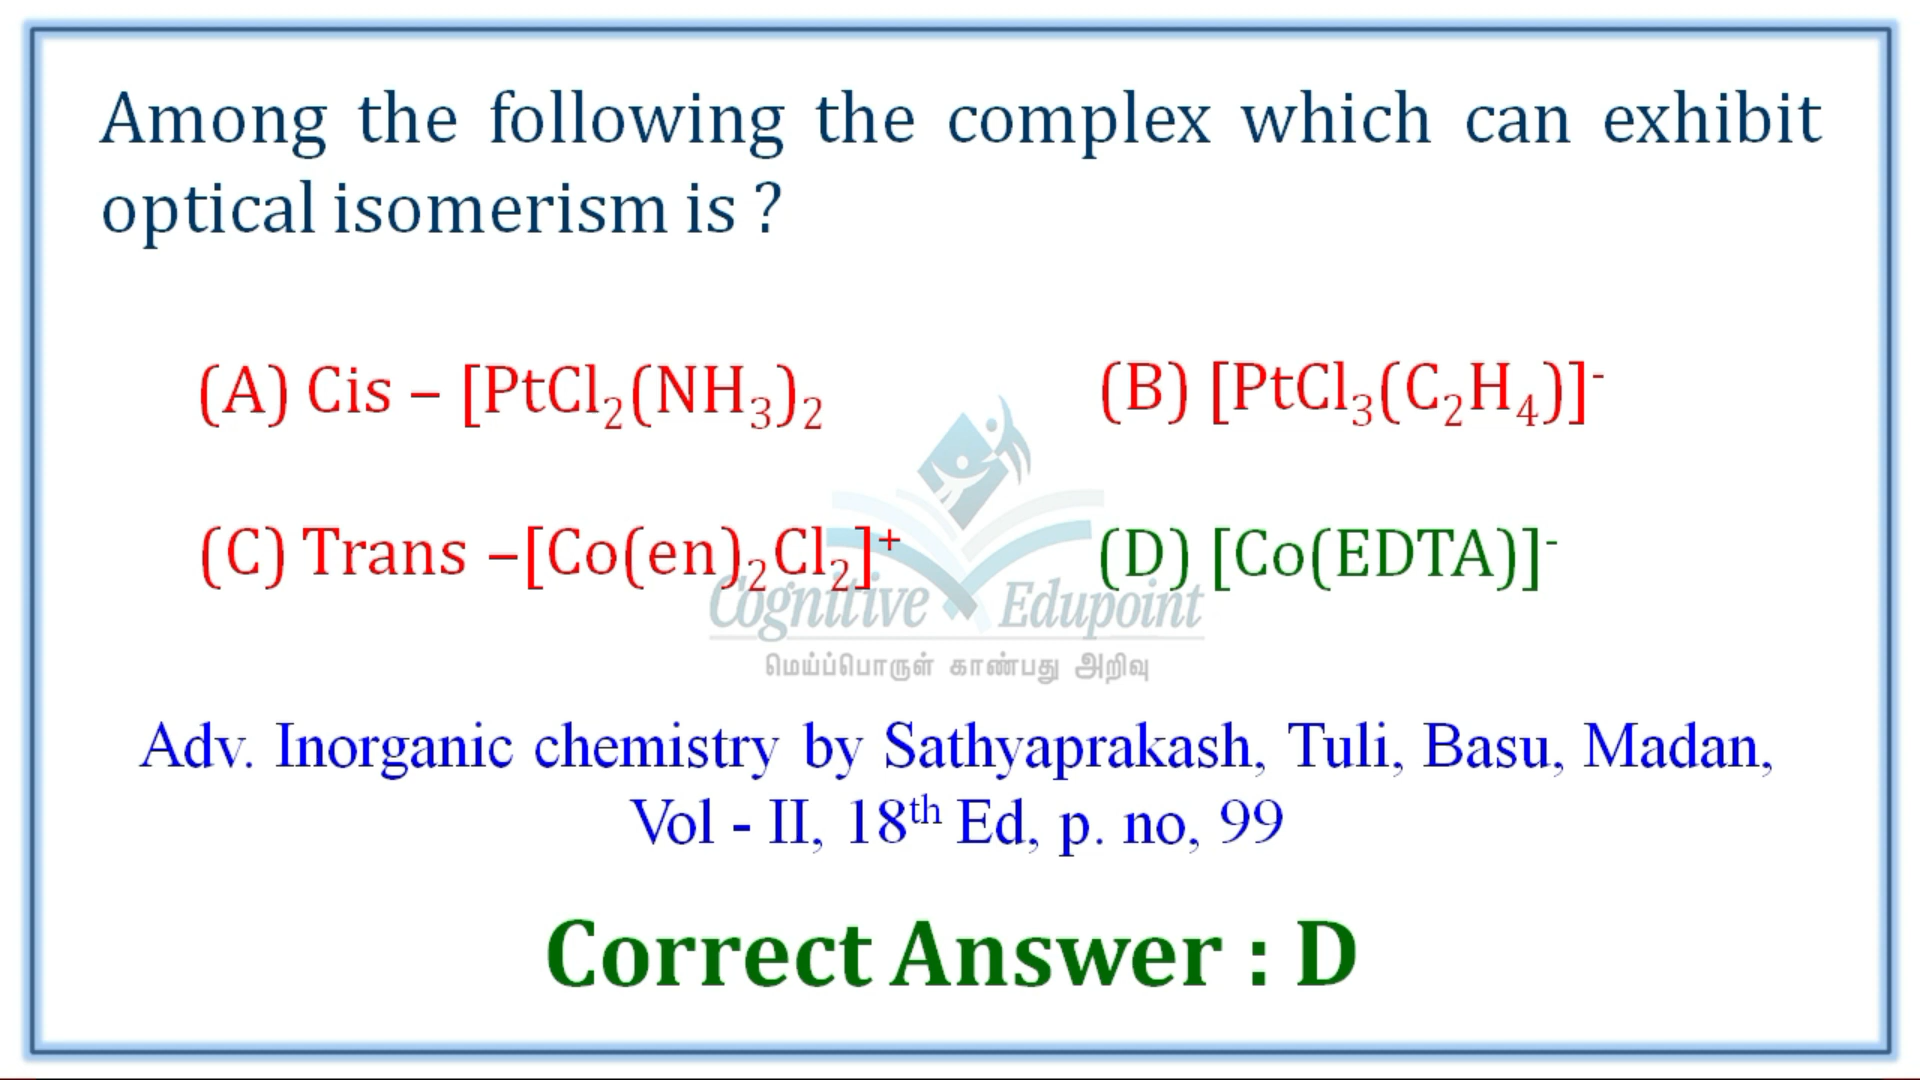 Among the following the complex which can exhibit
optical isomerism is ?
(A) Cis – [PtCl₂(NH₃)₂
(B) [PtCl₃(C₂H₄)]⁻
(C) Trans –[Co(en)₂Cl₂]⁺
(D) [Co(EDTA)]⁻
Cognitive Edupoint
மெய்ப்பொருள் காண்பது அறிவு
Adv. Inorganic chemistry by Sathyaprakash, Tuli, Basu, Madan,
Vol - II, 18ᵗʰ Ed, p. no, 99
Correct Answer : D